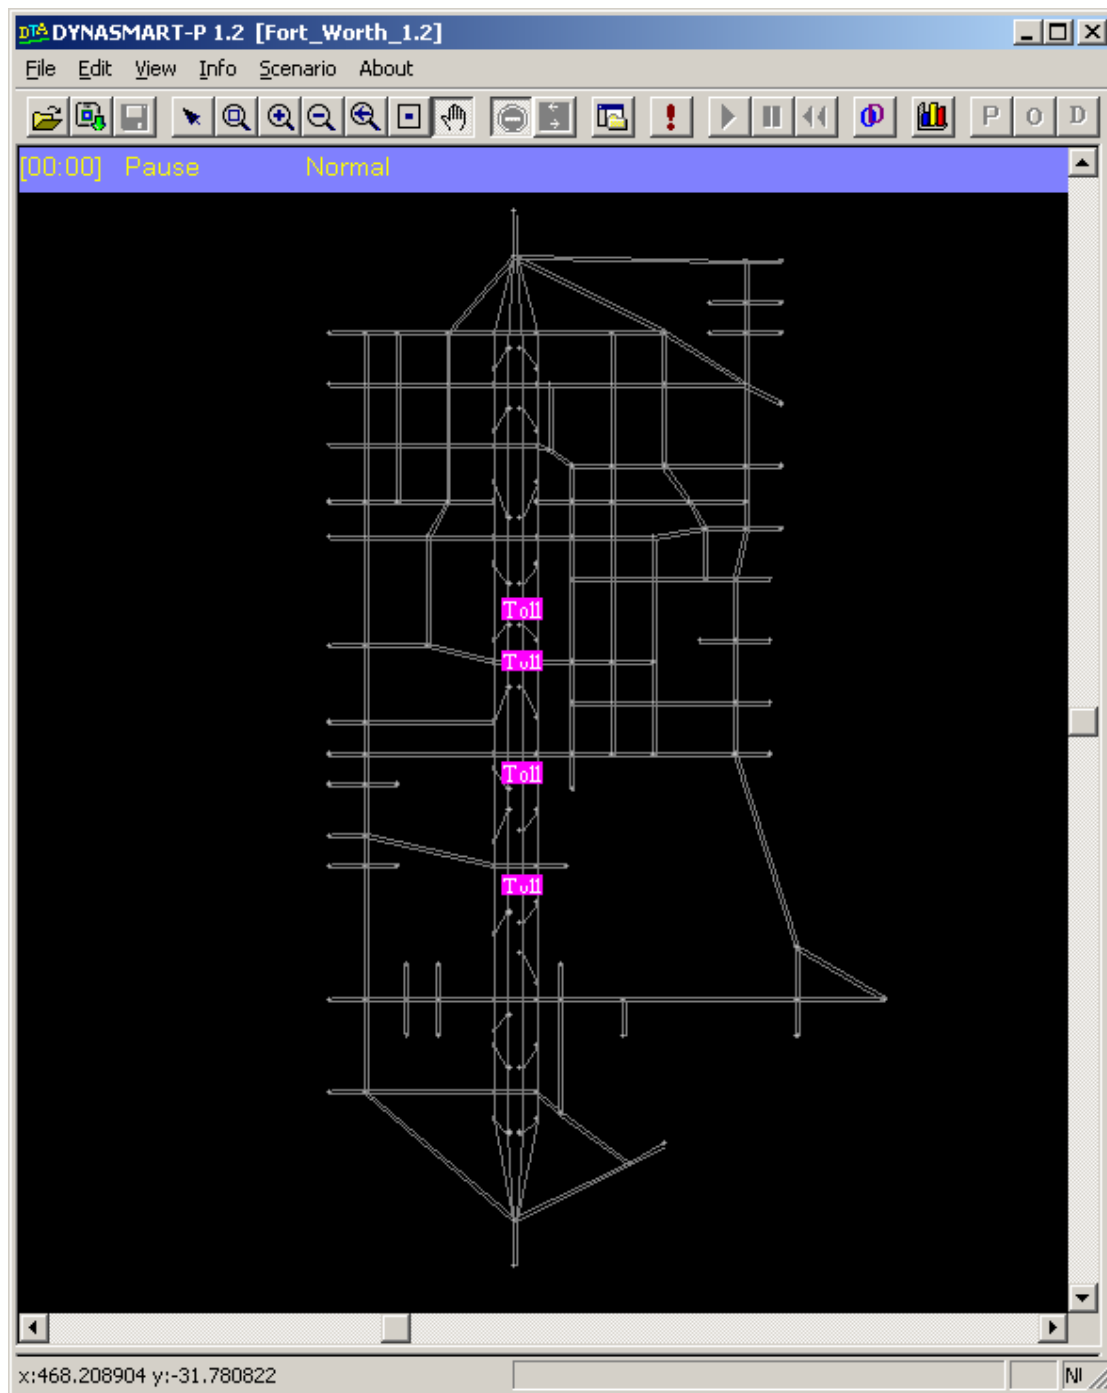 DTA DYNASMART-P 1.2 [Fort_Worth_1.2]
File Edit View Info Scenario About
P O D
[00:00] Pause Normal
Toll
Toll
Toll
Toll
x:468.208904 y:-31.780822